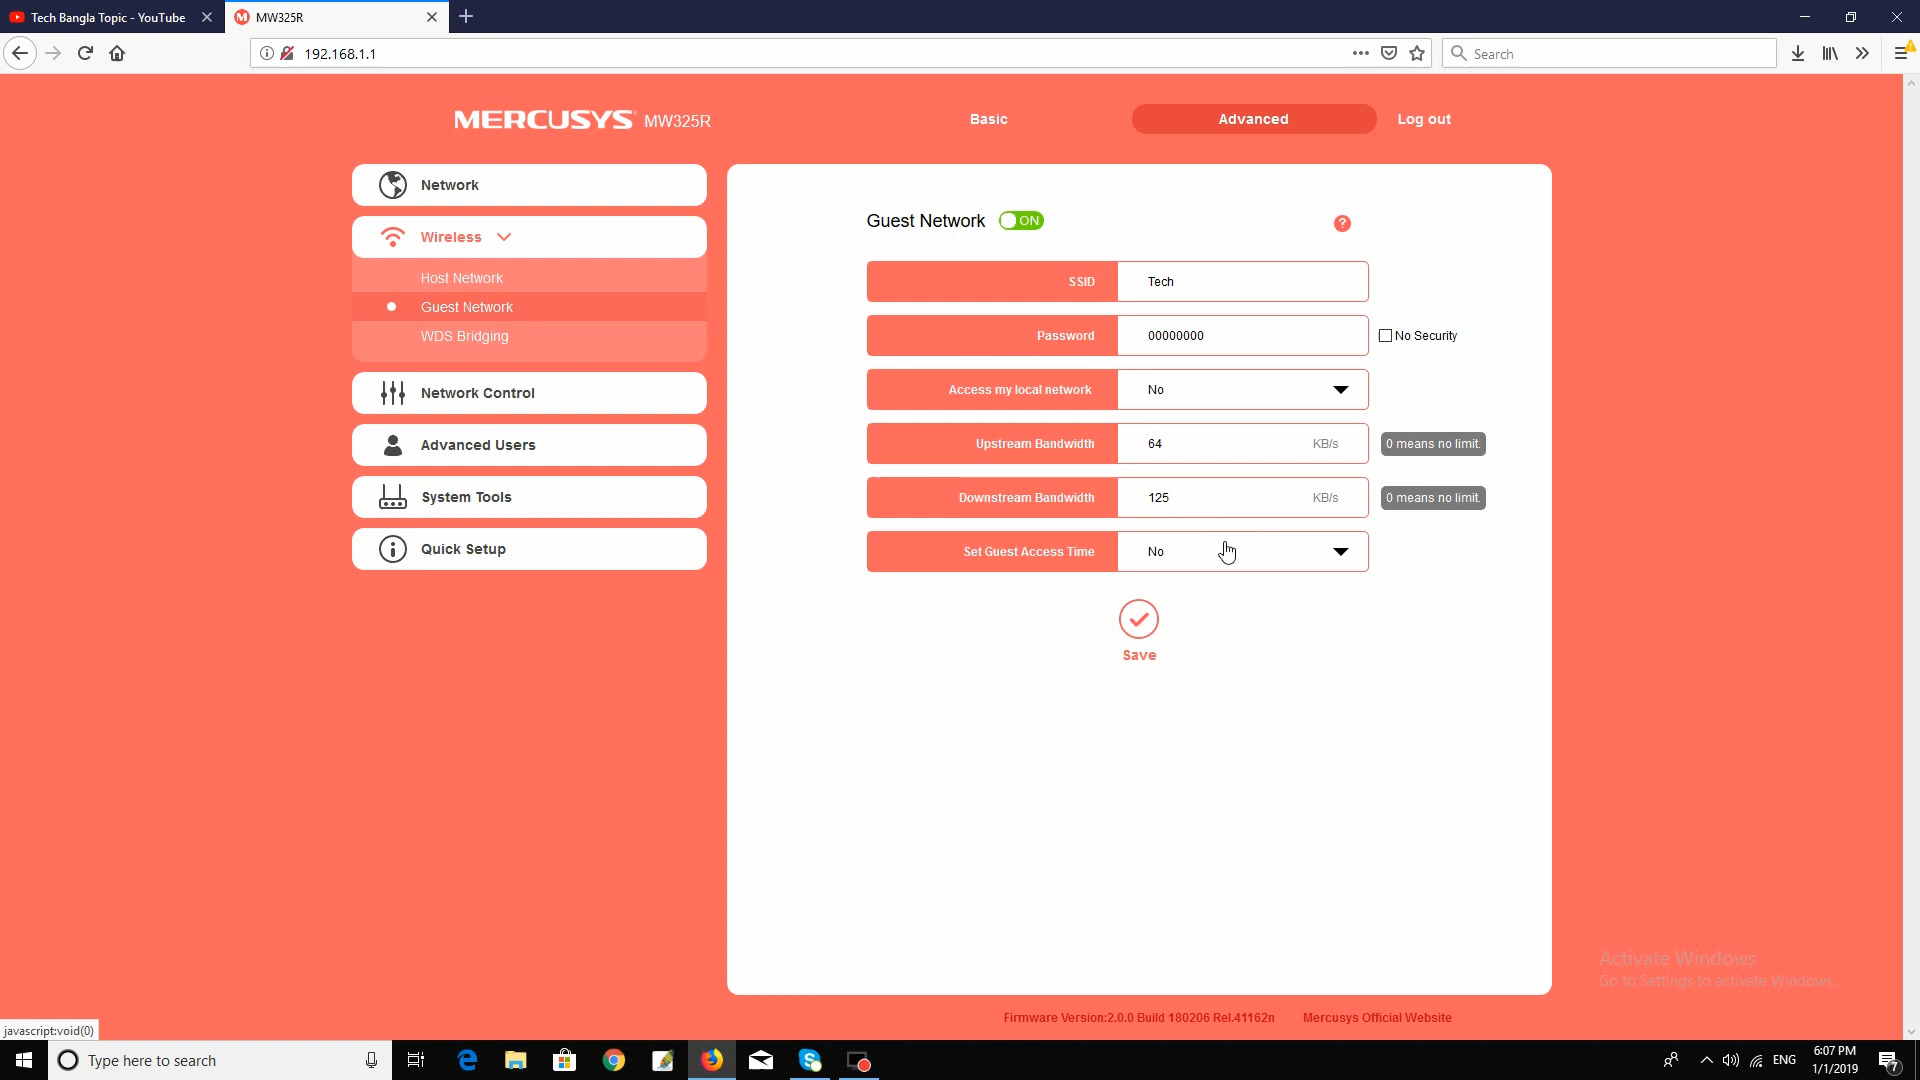 Tech Bangla Topic - YouTube
MW325R
192.168.1.1
Search
MERCUSYS MW325R
Basic
Advanced
Log out
Network
Wireless
Host Network
Guest Network
WDS Bridging
Network Control
Advanced Users
System Tools
Quick Setup
Guest Network ON
?
SSID Tech
Password 00000000 No Security
Access my local network No
Upstream Bandwidth 64 KB/s 0 means no limit.
Downstream Bandwidth 125 KB/s 0 means no limit.
Set Guest Access Time No
Save
Activate Windows
Go to Settings to activate Windows.
Firmware Version:2.0.0 Build 180206 Rel.41162n Mercusys Official Website
javascript:void(0)
Type here to search
ENG
6:07 PM
1/1/2019
7